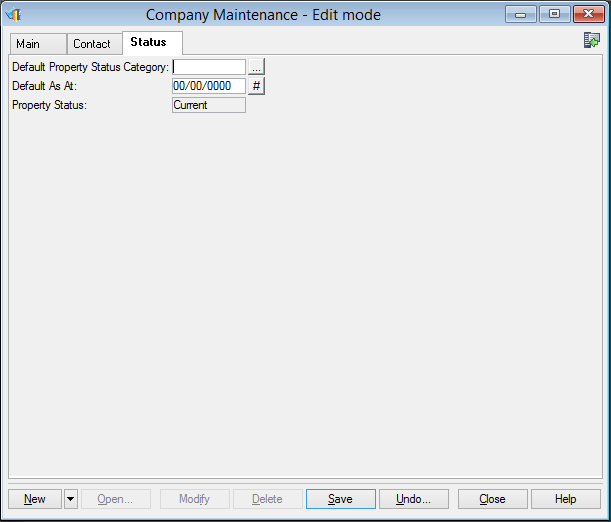 Company Maintenance - Edit mode
Main Contact Status
Default Property Status Category: ...
Default As At: 00/00/0000 #
Property Status: Current
New Open... Modify Delete Save Undo... Close Help